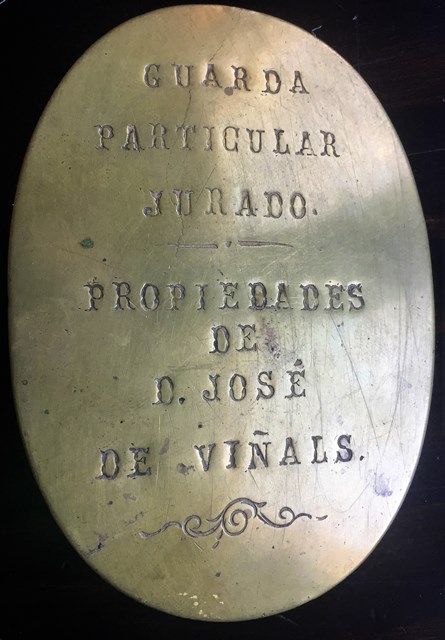 GUARDA
PARTICULAR
JURADO.
PROPIEDADES
DE
D. JOSÉ
DE VIÑALS.